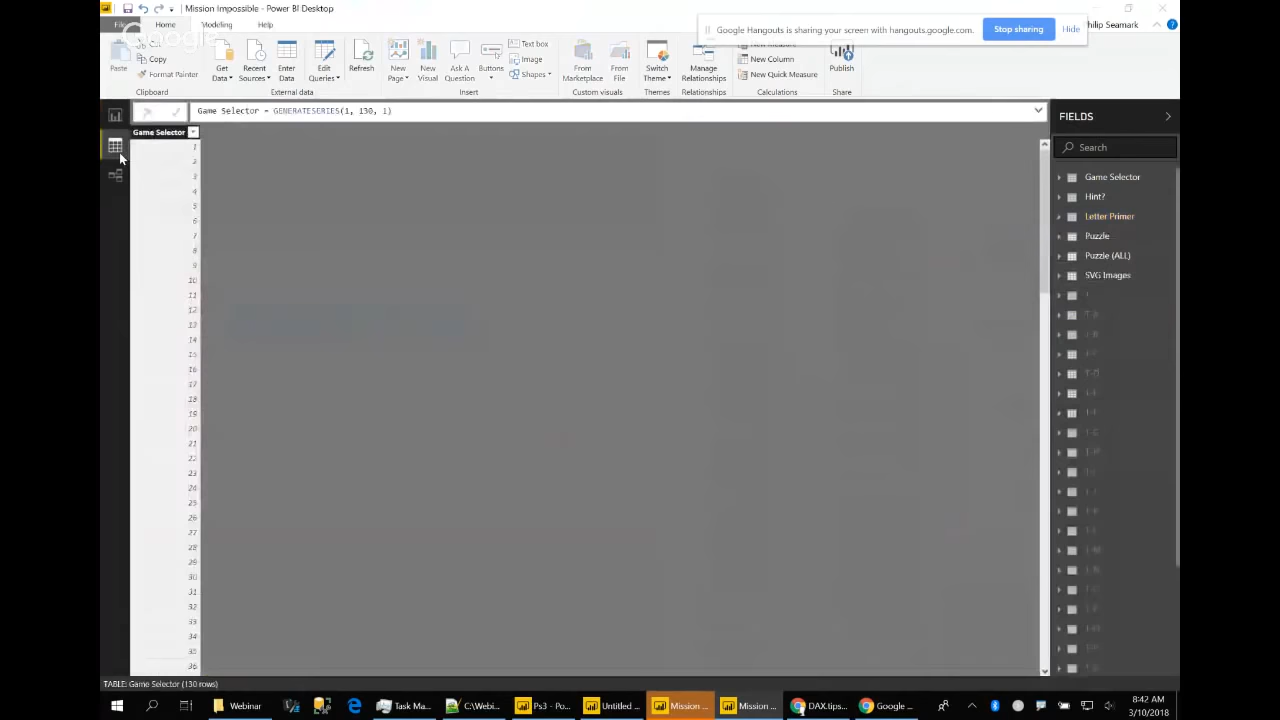 Mission Impossible - Power BI Desktop
Google
File
Home
Modeling
Help
Google Hangouts is sharing your screen with hangouts.google.com.
Stop sharing
Hide
Philip Seamark
Paste
Cut
Copy
Format Painter
Clipboard
Get Data
Recent Sources
Enter Data
Edit Queries
External data
Refresh
New Page
New Visual
Ask A Question
Buttons
Text box
Image
Shapes
Insert
From Marketplace
From File
Custom visuals
Switch Theme
Themes
Manage Relationships
Relationships
New Measure
New Column
New Quick Measure
Calculations
Publish
Share
Game Selector = GENERATESERIES(1, 130, 1)
Game Selector
1
2
3
4
5
6
7
8
9
10
11
12
13
14
15
16
17
18
19
20
21
22
23
24
25
26
27
28
29
30
31
32
33
34
35
36
FIELDS
Search
Game Selector
Hint?
Letter Primer
Puzzle
Puzzle (ALL)
SVG Images
TABLE: Game Selector (130 rows)
Webinar
Task Ma...
C:\Webi...
Ps3 - Po...
Untitled ...
Mission ...
Mission ...
DAX.tips...
Google ...
8:42 AM
3/10/2018